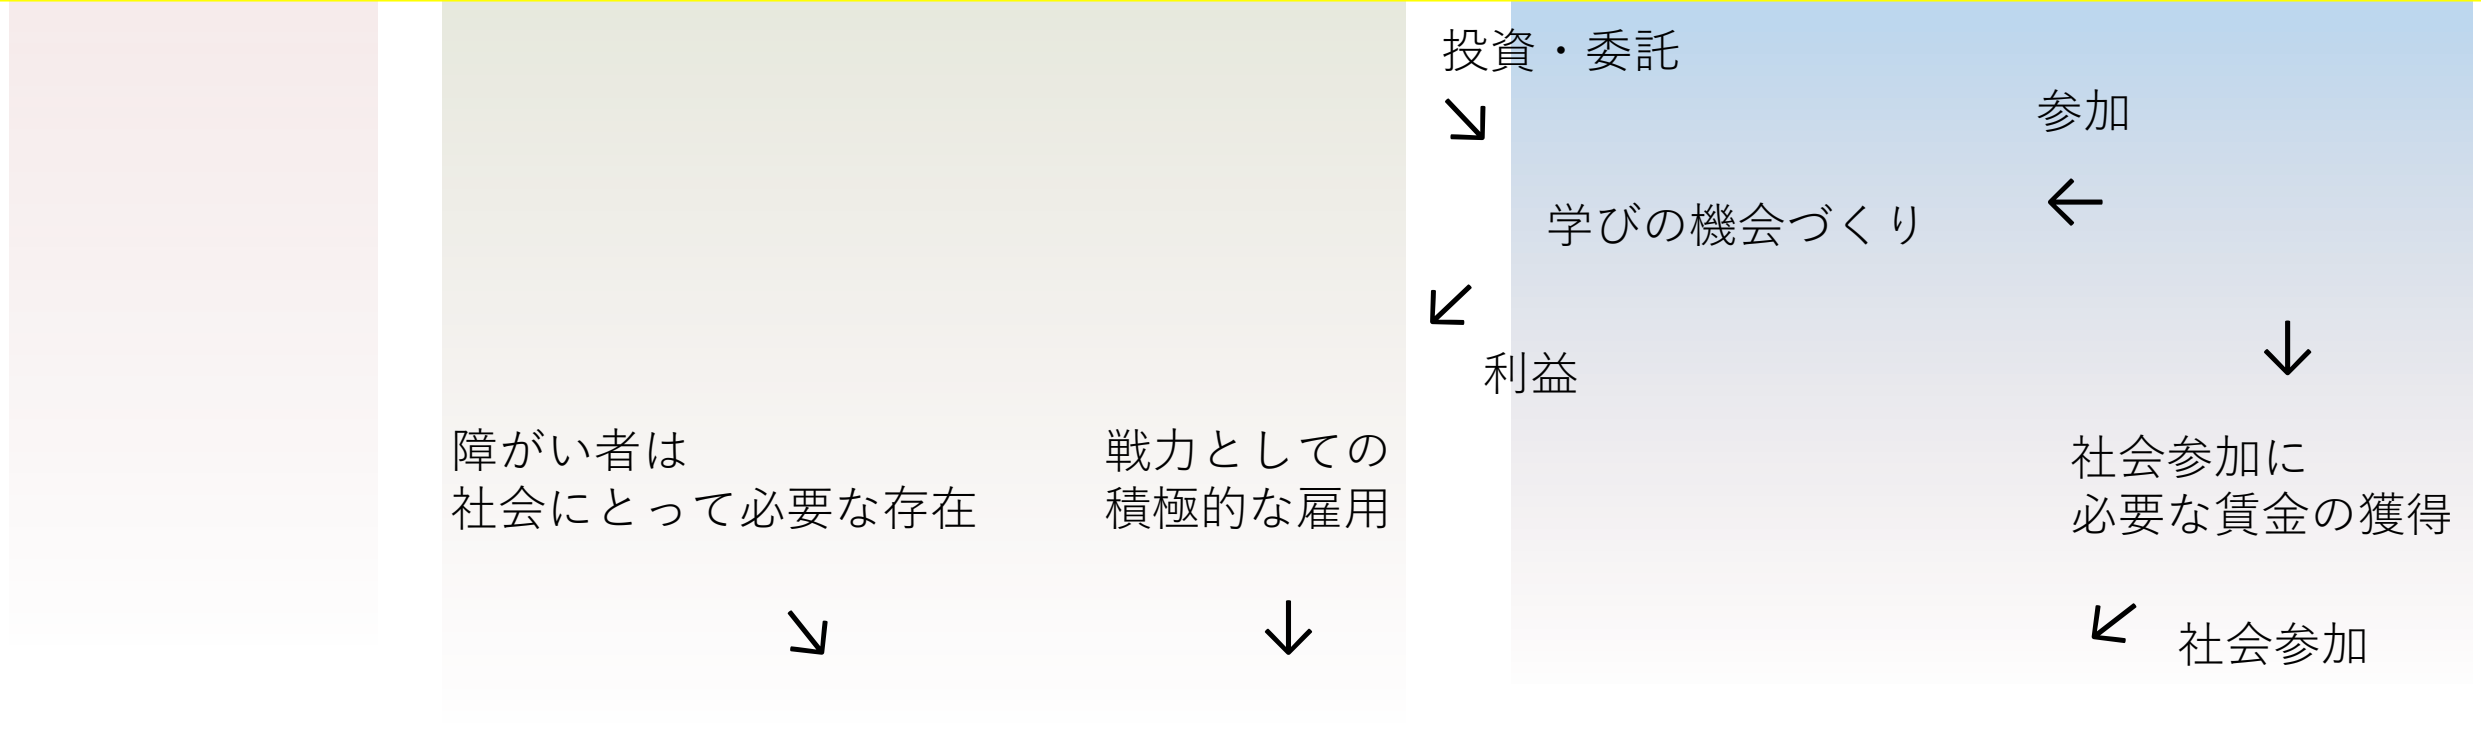 投資・委託
参加
学びの機会づくり
利益
障がい者は
社会にとって必要な存在
戦力としての
積極的な雇用
社会参加に
必要な賃金の獲得
社会参加